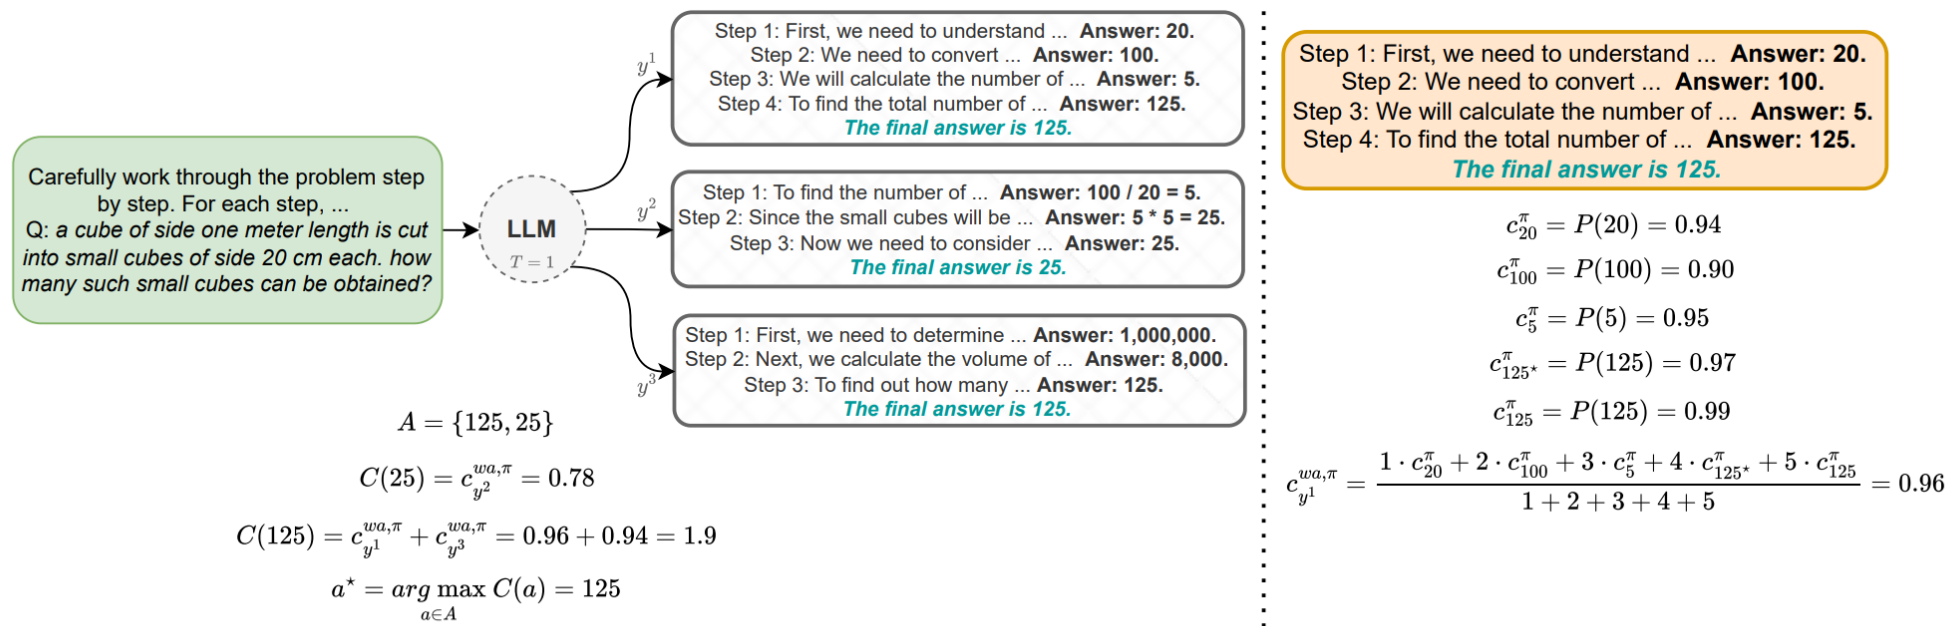 Carefully work through the problem step
by step. For each step, ...
Q: a cube of side one meter length is cut
into small cubes of side 20 cm each. how
many such small cubes can be obtained?
LLM
T = 1
y¹
Step 1: First, we need to understand ... Answer: 20.
Step 2: We need to convert ... Answer: 100.
Step 3: We will calculate the number of ... Answer: 5.
Step 4: To find the total number of ... Answer: 125.
The final answer is 125.
y²
Step 1: To find the number of ... Answer: 100 / 20 = 5.
Step 2: Since the small cubes will be ... Answer: 5 * 5 = 25.
Step 3: Now we need to consider ... Answer: 25.
The final answer is 25.
y³
Step 1: First, we need to determine ... Answer: 1,000,000.
Step 2: Next, we calculate the volume of ... Answer: 8,000.
Step 3: To find out how many ... Answer: 125.
The final answer is 125.
A = {125, 25}
C(25) = c_{y²}^{wa,π} = 0.78
C(125) = c_{y¹}^{wa,π} + c_{y³}^{wa,π} = 0.96 + 0.94 = 1.9
a⋆ = arg max_{a∈A} C(a) = 125
Step 1: First, we need to understand ... Answer: 20.
Step 2: We need to convert ... Answer: 100.
Step 3: We will calculate the number of ... Answer: 5.
Step 4: To find the total number of ... Answer: 125.
The final answer is 125.
c_{20}^π = P(20) = 0.94
c_{100}^π = P(100) = 0.90
c_5^π = P(5) = 0.95
c_{125⋆}^π = P(125) = 0.97
c_{125}^π = P(125) = 0.99
c_{y¹}^{wa,π} = (1 · c_{20}^π + 2 · c_{100}^π + 3 · c_5^π + 4 · c_{125⋆}^π + 5 · c_{125}^π) / (1 + 2 + 3 + 4 + 5) = 0.96